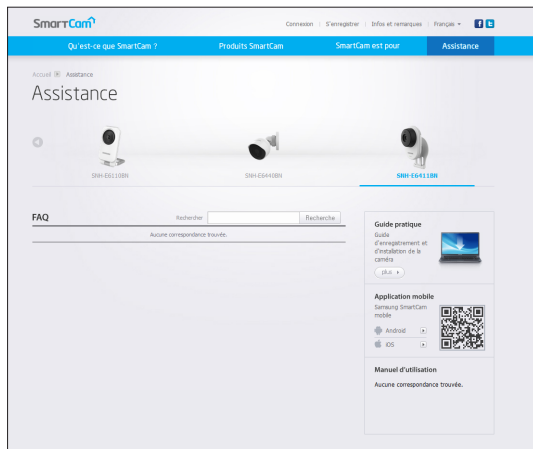 SmartCam
Connexion | S'enregistrer | Infos et remarques | Français
Qu'est-ce que SmartCam ? Produits SmartCam SmartCam est pour Assistance
Accueil Assistance
Assistance
SNH-E6110BN SNH-E6440BN SNH-E6411BN
FAQ Rechercher Recherche
Aucune correspondance trouvée.
Guide pratique
Guide
d'enregistrement et
d'installation de la
caméra
plus
Application mobile
Samsung SmartCam
mobile
Android
iOS
Manuel d'utilisation
Aucune correspondance trouvée.